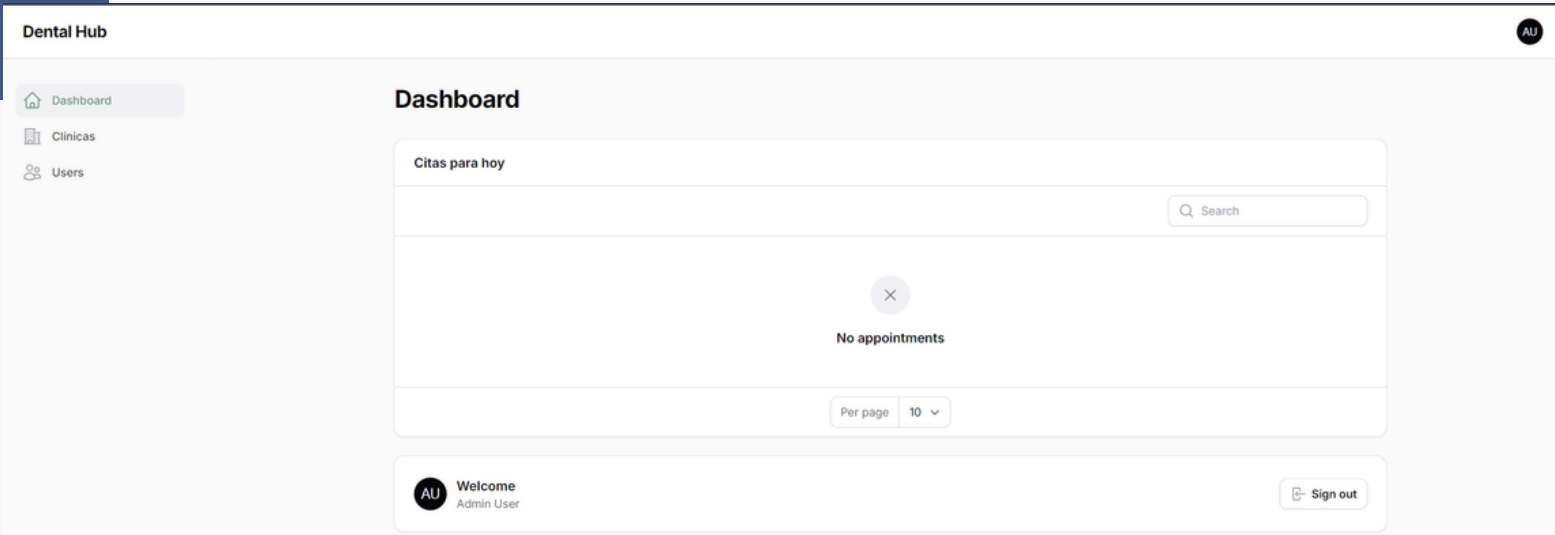 Dental Hub
AU
Dashboard
Clínicas
Users
Dashboard
Citas para hoy
Search
No appointments
Per page 10
AU
Welcome
Admin User
Sign out